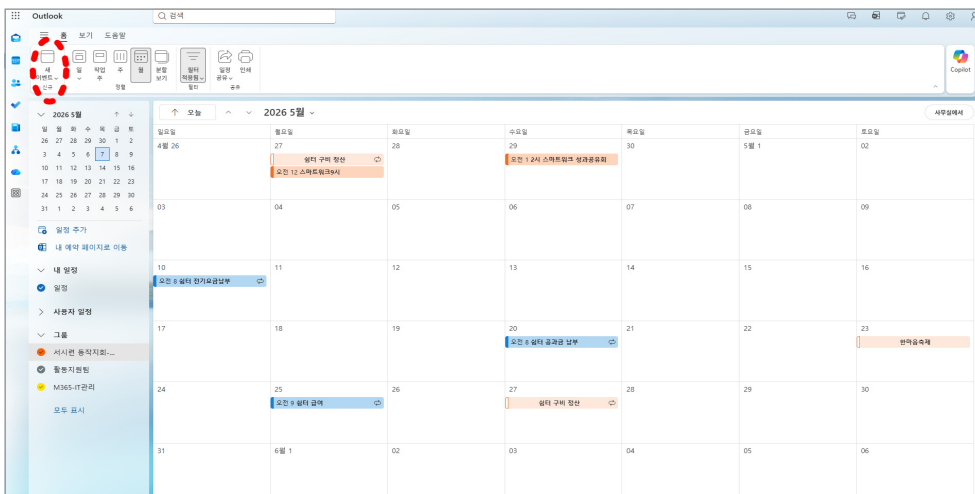 Outlook
검색
홈 보기 도움말
새 이벤트
일
작업 주
주
월
분할 보기
필터 적용됨
일정 공유
인쇄
Copilot
신규
정렬
필터
공유
2026 5월
오늘
2026 5월
사무실에서
일 월 화 수 목 금 토
26 27 28 29 30 1 2
3 4 5 6 7 8 9
10 11 12 13 14 15 16
17 18 19 20 21 22 23
24 25 26 27 28 29 30
31 1 2 3 4 5 6
일정 추가
내 예약 페이지로 이동
내 일정
일정
사용자 일정
그룹
서시련 동작지회-...
활동지원팀
M365-IT관리
모두 표시
일요일 월요일 화요일 수요일 목요일 금요일 토요일
4월 26 27 28 29 30 5월 1 02
쉼터 구비 정산
오전 12 스마트워크9시
오전 1 2시 스마트워크 성과공유회
03 04 05 06 07 08 09
10 11 12 13 14 15 16
오전 8 쉼터 전기요금납부
17 18 19 20 21 22 23
오전 8 쉼터 공과금 납부
한마음축제
24 25 26 27 28 29 30
오전 9 쉼터 급여
쉼터 구비 정산
31 6월 1 02 03 04 05 06